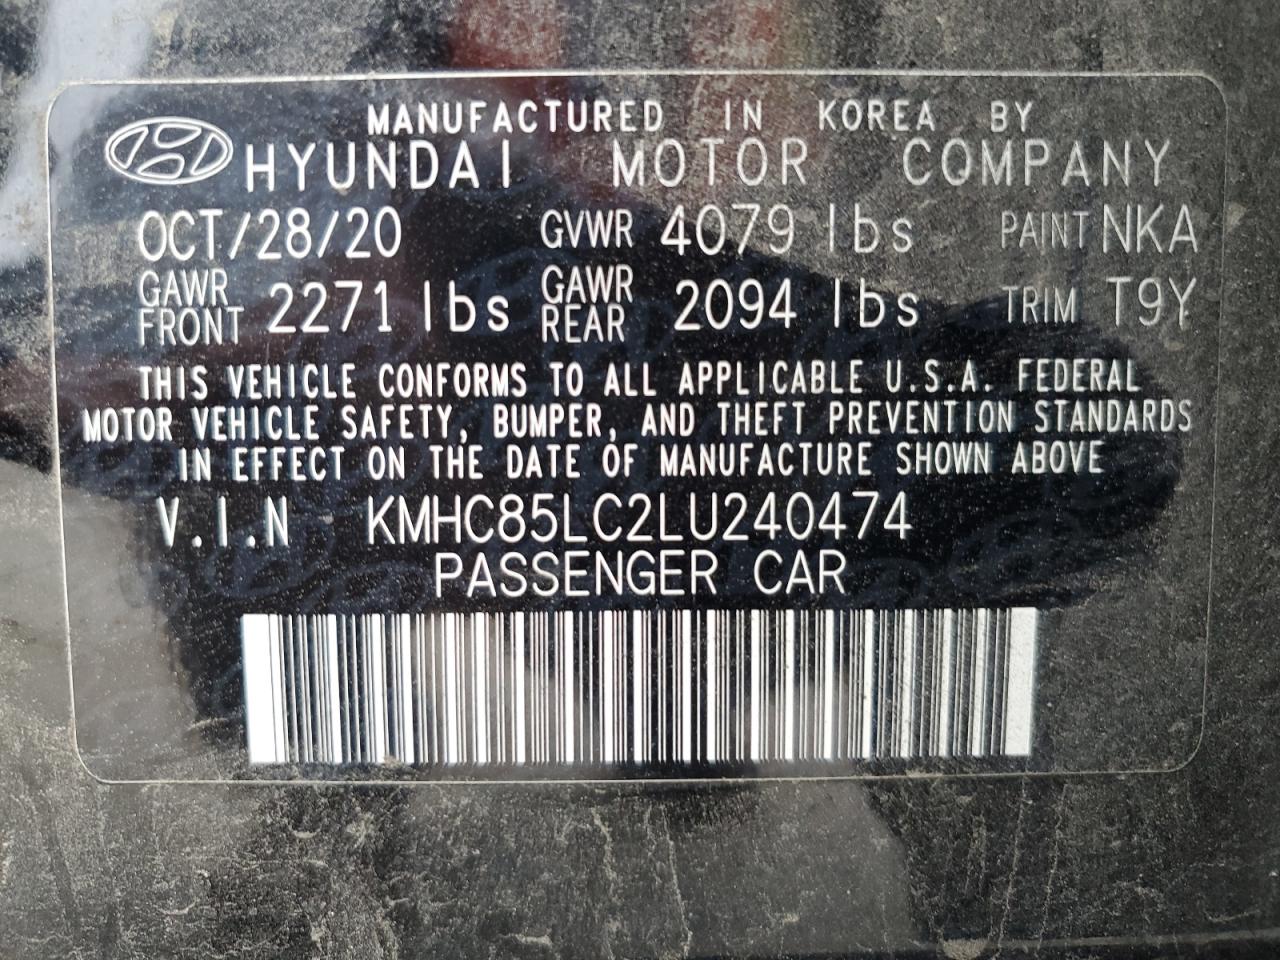 MANUFACTURED IN KOREA BY
HYUNDAI MOTOR COMPANY
OCT/28/20 GVWR 4079 lbs PAINT NKA
GAWR FRONT 2271 lbs GAWR REAR 2094 lbs TRIM T9Y
THIS VEHICLE CONFORMS TO ALL APPLICABLE U.S.A. FEDERAL
MOTOR VEHICLE SAFETY, BUMPER, AND THEFT PREVENTION STANDARDS
IN EFFECT ON THE DATE OF MANUFACTURE SHOWN ABOVE
V.I.N KMHC85LC2LU240474
PASSENGER CAR